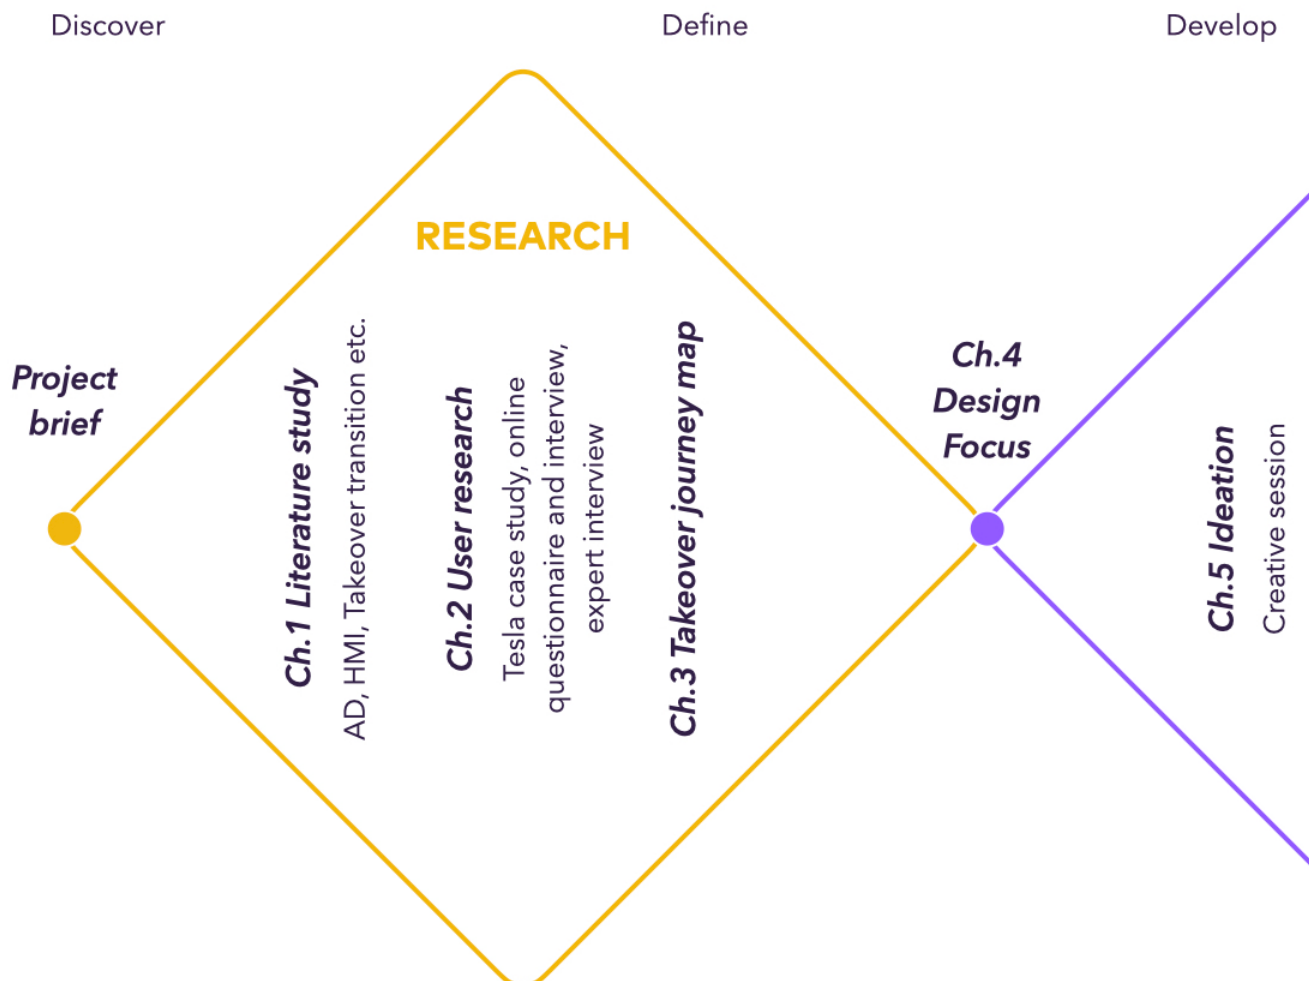 Discover
Define
Develop
RESEARCH
Project
brief
Ch.1 Literature study
AD, HMI, Takeover transition etc.
Ch.2 User research
Tesla case study, online
questionnaire and interview,
expert interview
Ch.3 Takeover journey map
Ch.4
Design
Focus
Ch.5 Ideation
Creative session